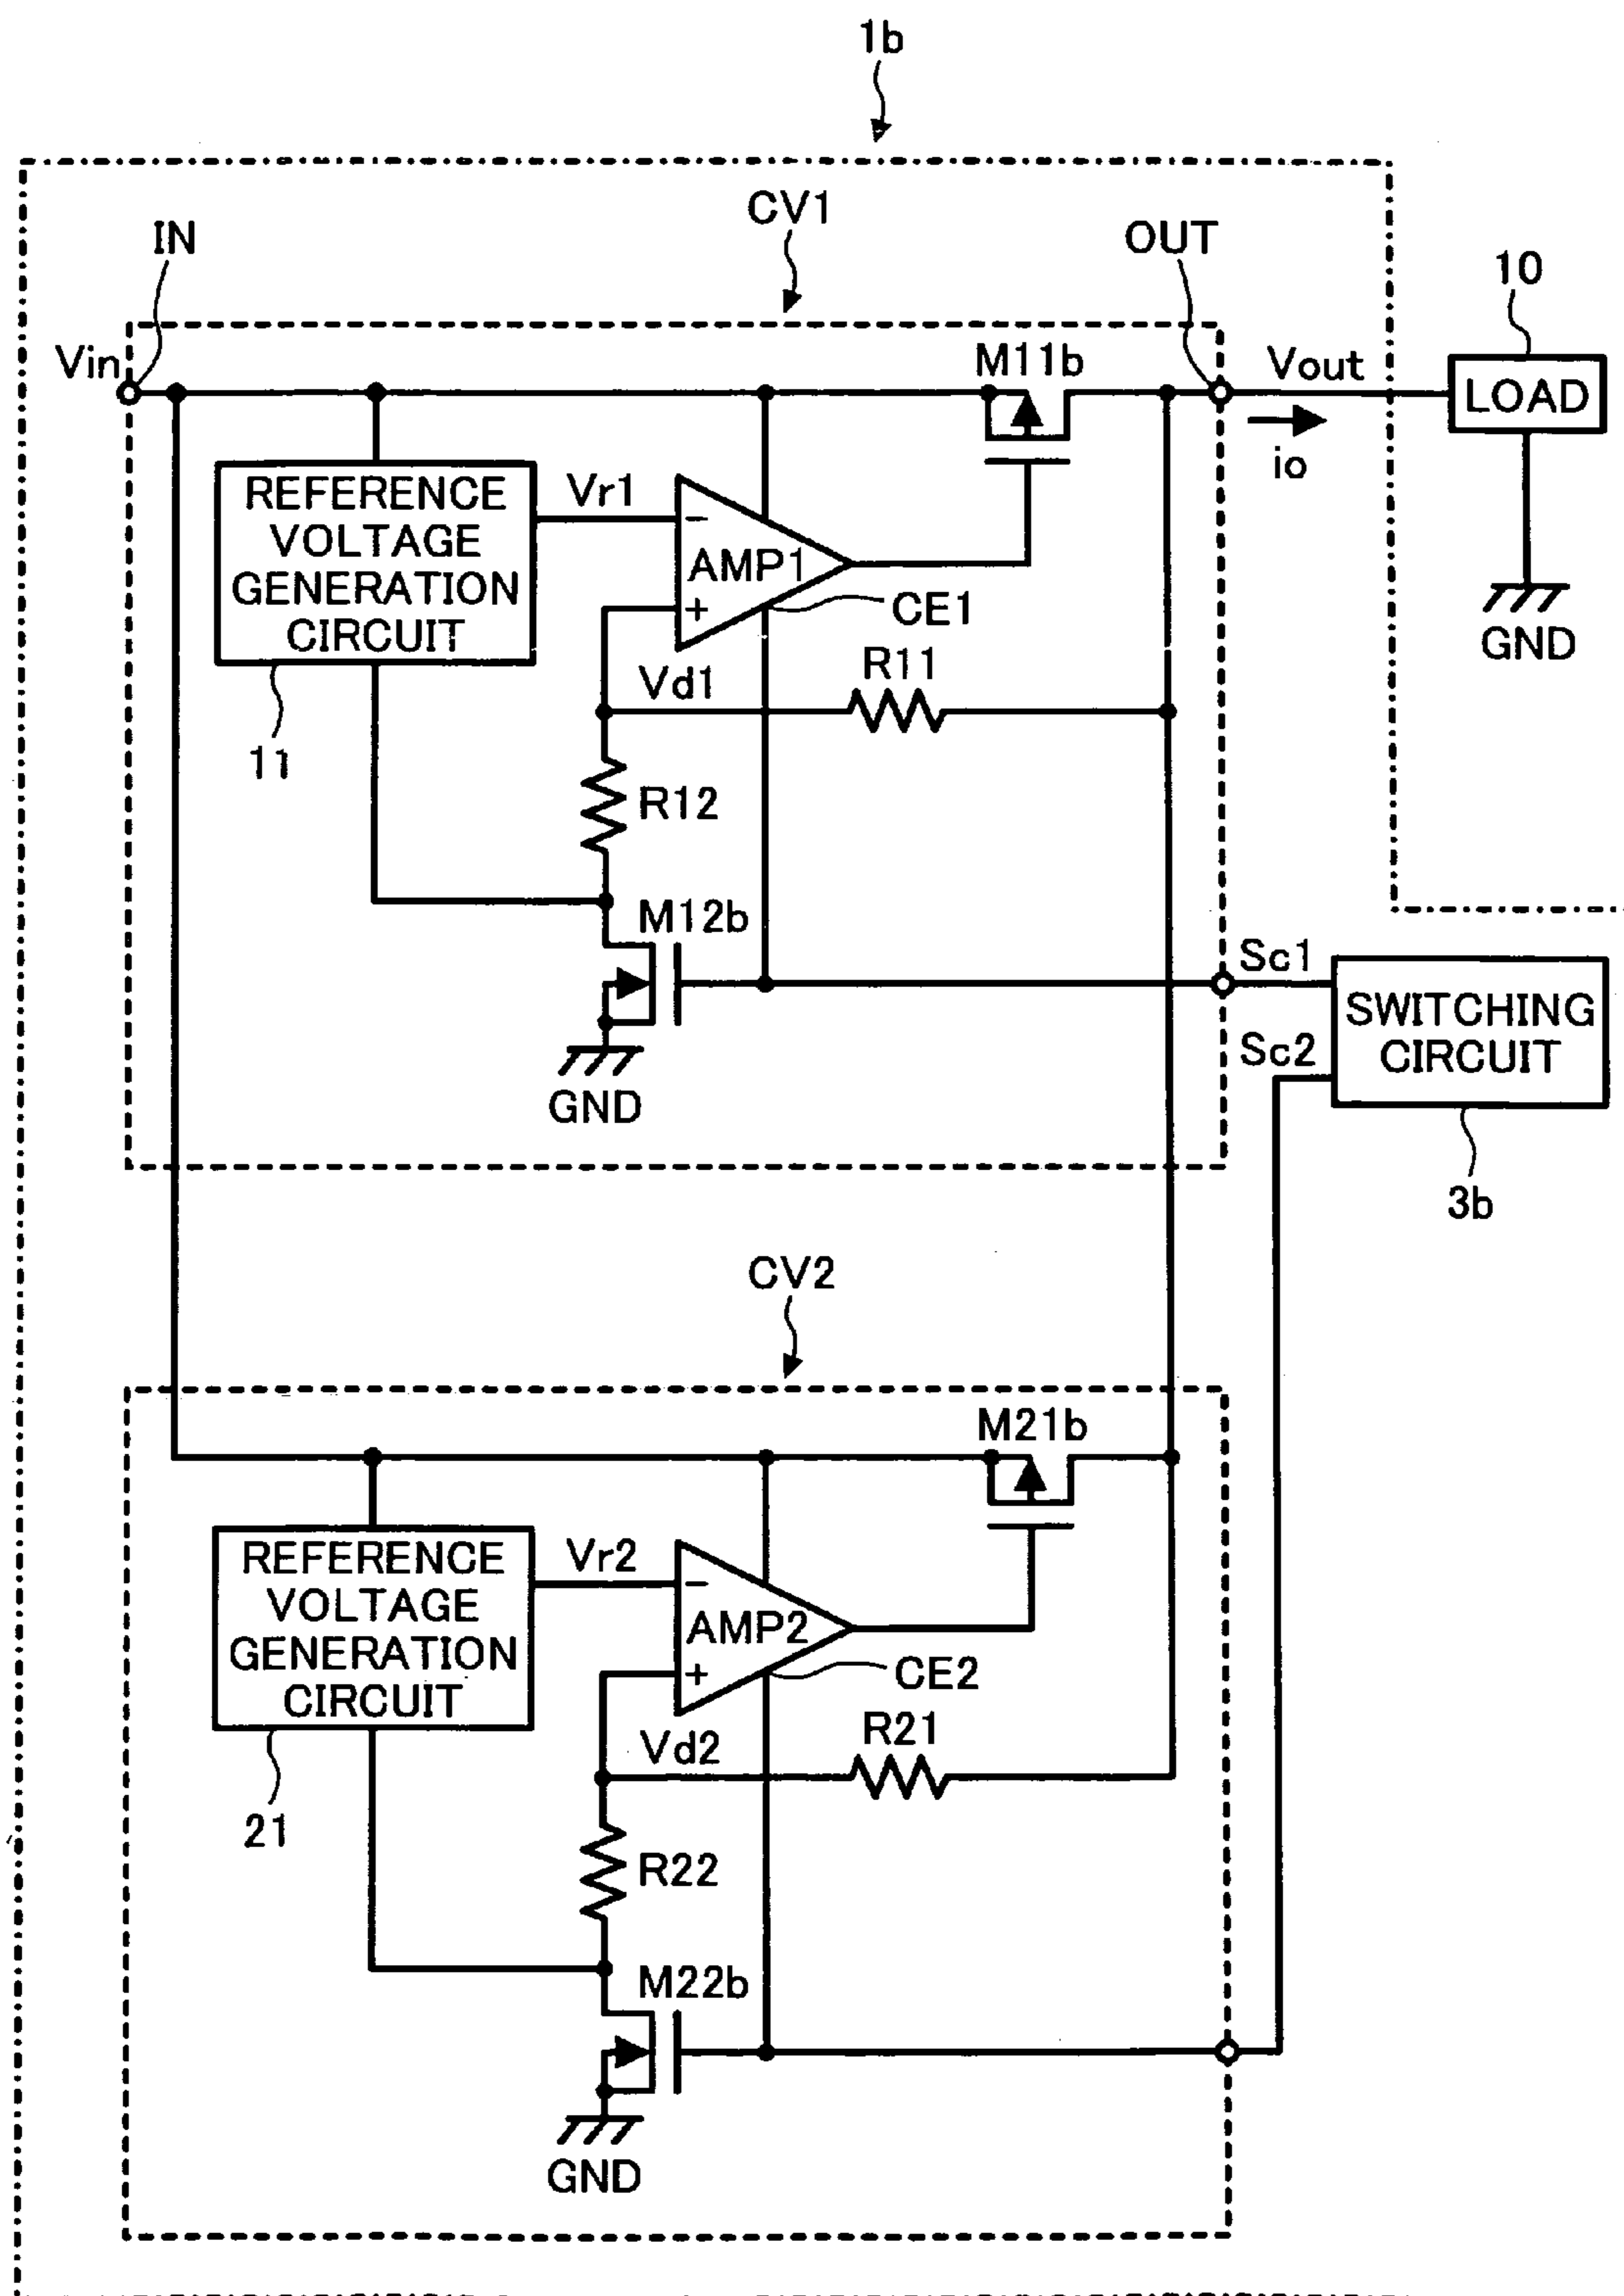 1b
CV1
IN
OUT
10
Vin
M11b
Vout
LOAD
io
REFERENCE
VOLTAGE
GENERATION
CIRCUIT
Vr1
−
AMP1
+
CE1
GND
R11
Vd1
11
R12
M12b
Sc1
SWITCHING
CIRCUIT
Sc2
GND
3b
CV2
M21b
REFERENCE
VOLTAGE
GENERATION
CIRCUIT
Vr2
−
AMP2
+
CE2
R21
Vd2
21
R22
M22b
GND